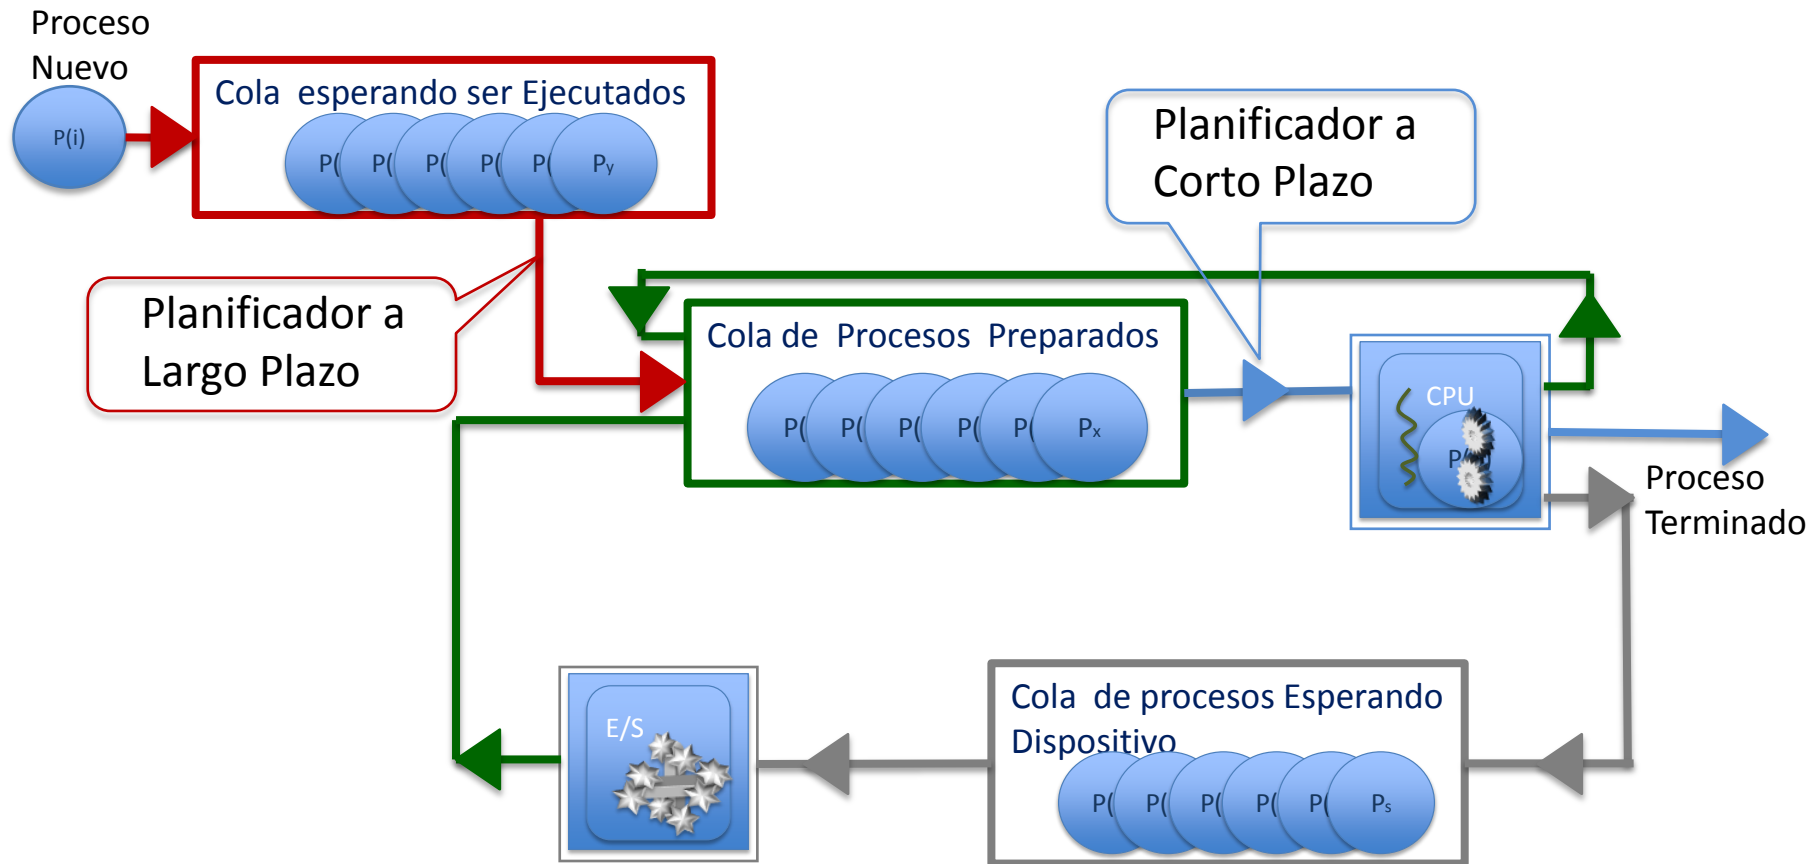 Proceso
Nuevo
P(i)
Cola esperando ser Ejecutados
P( P( P( P( P( Py
Planificador a
Corto Plazo
Planificador a
Largo Plazo
Cola de Procesos Preparados
P( P( P( P( P( Px
CPU
Proceso
Terminado
E/S
Cola de procesos Esperando
Dispositivo
P( P( P( P( P( Ps